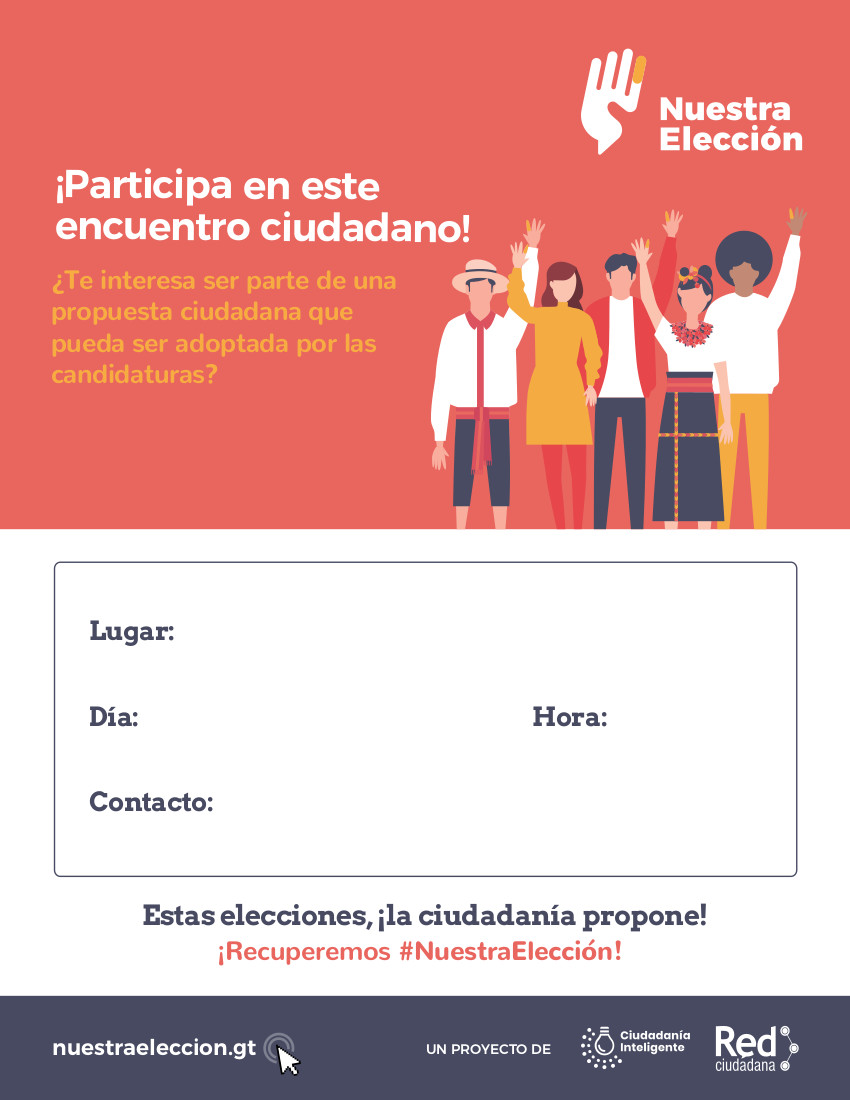 Nuestra
Elección
¡Participa en este
encuentro ciudadano!
¿Te interesa ser parte de una
propuesta ciudadana que
pueda ser adoptada por las
candidaturas?
Lugar:
Día:
Hora:
Contacto:
Estas elecciones, ¡la ciudadanía propone!
¡Recuperemos #NuestraElección!
nuestraeleccion.gt
UN PROYECTO DE
Ciudadanía
Inteligente
Red
ciudadana